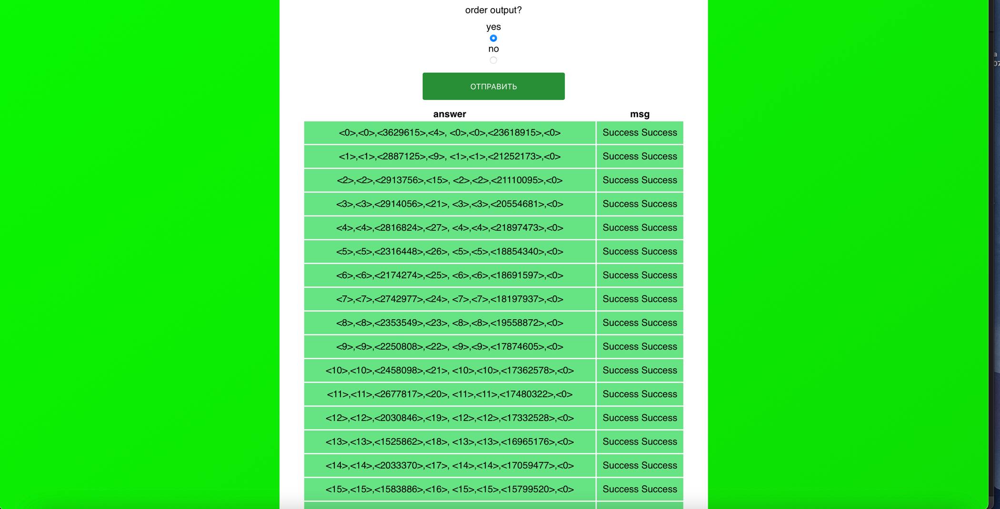 order output?
yes
no
ОТПРАВИТЬ
answer msg
<0>,<0>,<3629615>,<4>, <0>,<0>,<23618915>,<0> Success Success
<1>,<1>,<2887125>,<9>, <1>,<1>,<21252173>,<0> Success Success
<2>,<2>,<2913756>,<15>, <2>,<2>,<21110095>,<0> Success Success
<3>,<3>,<2914056>,<21>, <3>,<3>,<20554681>,<0> Success Success
<4>,<4>,<2816824>,<27>, <4>,<4>,<21897473>,<0> Success Success
<5>,<5>,<2316448>,<26>, <5>,<5>,<18854340>,<0> Success Success
<6>,<6>,<2174274>,<25>, <6>,<6>,<18691597>,<0> Success Success
<7>,<7>,<2742977>,<24>, <7>,<7>,<18197937>,<0> Success Success
<8>,<8>,<2353549>,<23>, <8>,<8>,<19558872>,<0> Success Success
<9>,<9>,<2250808>,<22>, <9>,<9>,<17874605>,<0> Success Success
<10>,<10>,<2458098>,<21>, <10>,<10>,<17362578>,<0> Success Success
<11>,<11>,<2677817>,<20>, <11>,<11>,<17480322>,<0> Success Success
<12>,<12>,<2030846>,<19>, <12>,<12>,<17332528>,<0> Success Success
<13>,<13>,<1525862>,<18>, <13>,<13>,<16965176>,<0> Success Success
<14>,<14>,<2033370>,<17>, <14>,<14>,<17059477>,<0> Success Success
<15>,<15>,<1583886>,<16>, <15>,<15>,<15799520>,<0> Success Success